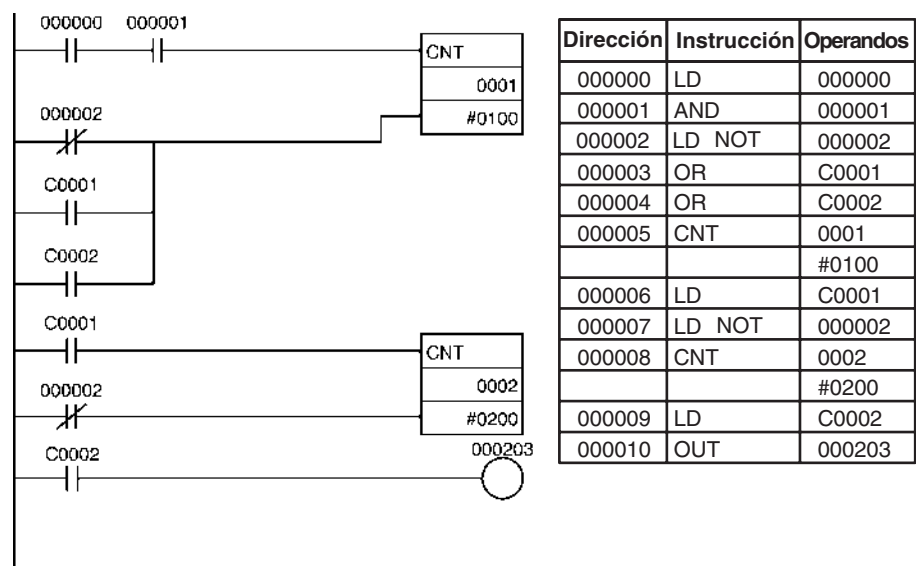 000000 000001
CNT
0001
#0100
000002
C0001
C0002
C0001
CNT
0002
#0200
000002
C0002
000203
Dirección Instrucción Operandos
000000 LD 000000
000001 AND 000001
000002 LD NOT 000002
000003 OR C0001
000004 OR C0002
000005 CNT 0001
#0100
000006 LD C0001
000007 LD NOT 000002
000008 CNT 0002
#0200
000009 LD C0002
000010 OUT 000203